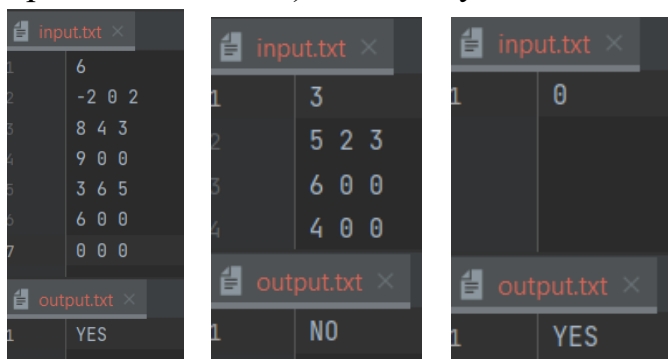 input.txt ×
1 6
2 -2 0 2
3 8 4 3
4 9 0 0
5 3 6 5
6 6 0 0
7 0 0 0
output.txt ×
1 YES
input.txt ×
1 3
2 5 2 3
3 6 0 0
4 4 0 0
output.txt ×
1 NO
input.txt ×
1 0
output.txt ×
1 YES